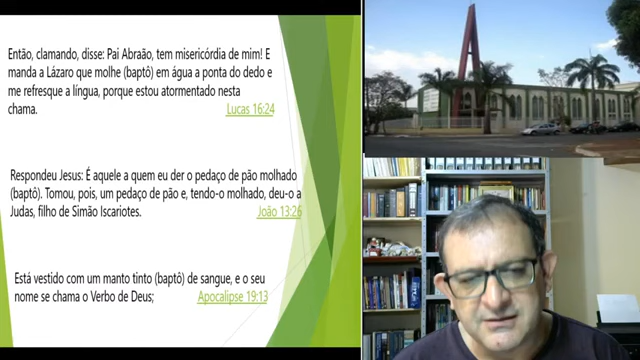 Então, clamando, disse: Pai Abraão, tem misericórdia de mim! E
manda a Lázaro que molhe (baptô) em água a ponta do dedo e
me refresque a língua, porque estou atormentado nesta
chama. Lucas 16:24
Respondeu Jesus: É aquele a quem eu der o pedaço de pão molhado
(baptô). Tomou, pois, um pedaço de pão e, tendo-o molhado, deu-o a
Judas, filho de Simão Iscariotes. João 13:26
Está vestido com um manto tinto (baptô) de sangue, e o seu
nome se chama o Verbo de Deus; Apocalipse 19:13